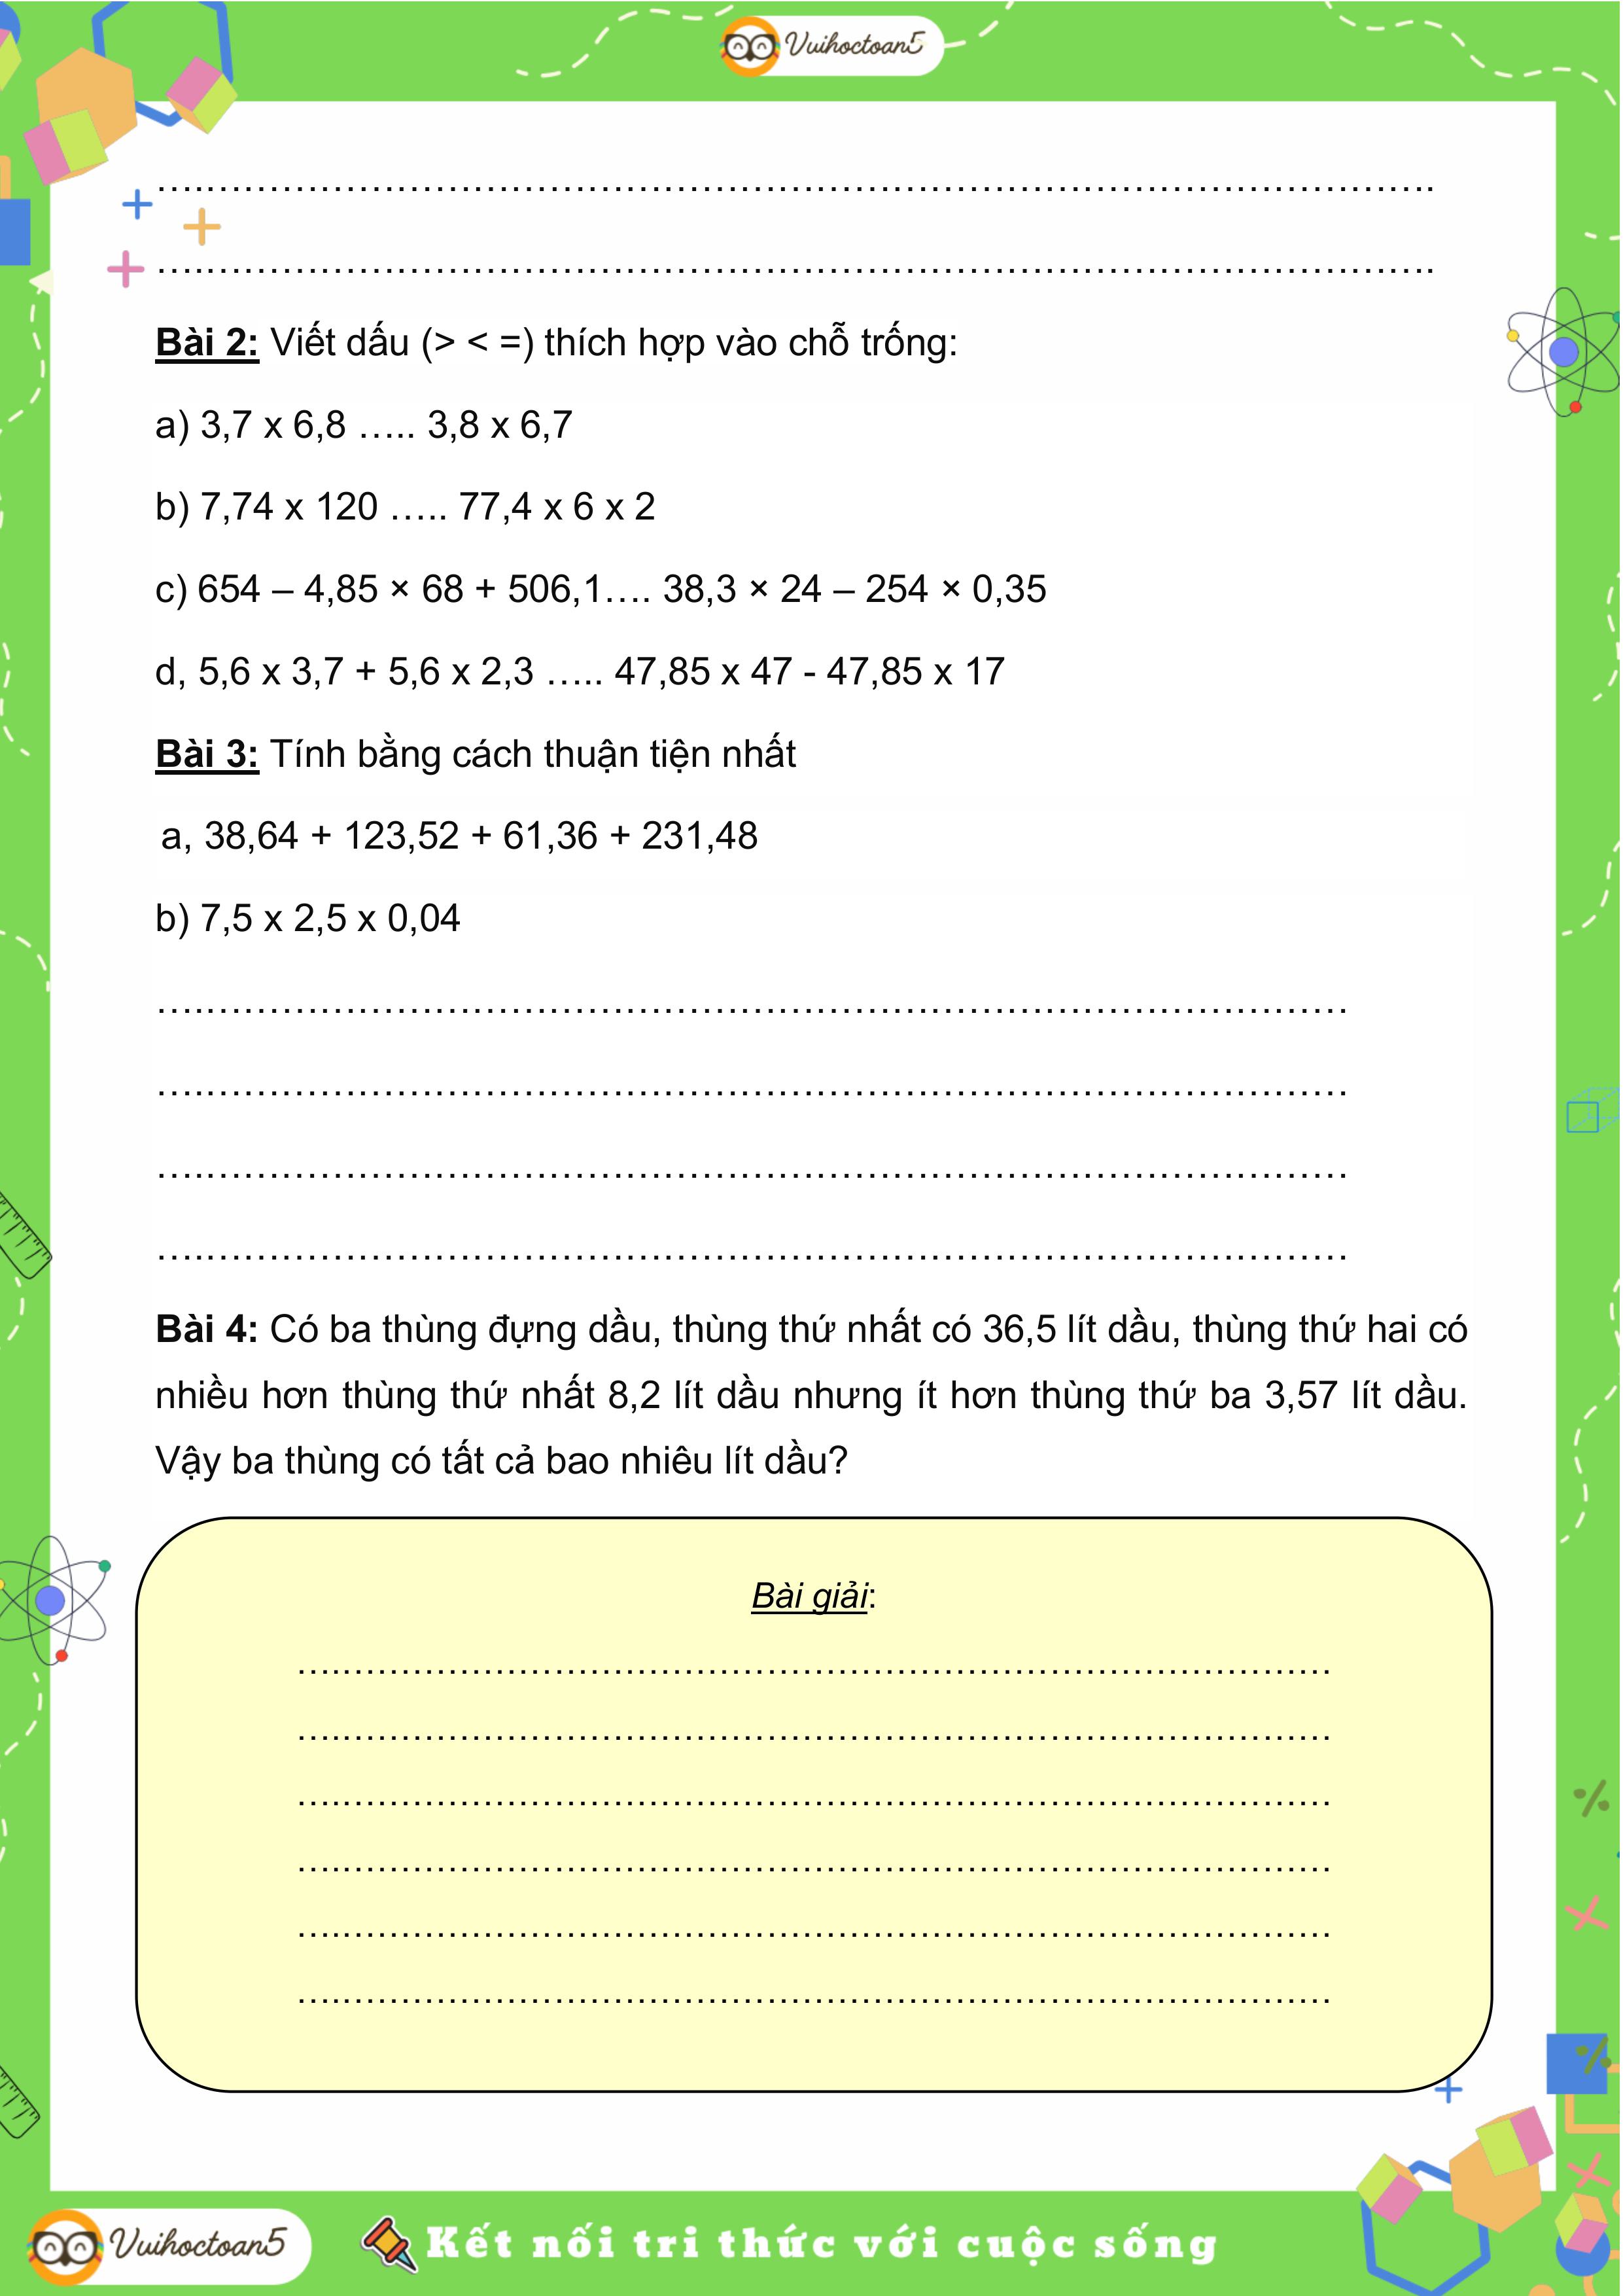 Vuihoctoan5
……………………………………………………………………………………….
……………………………………………………………………………………….
Bài 2: Viết dấu (> < =) thích hợp vào chỗ trống:
a) 3,7 x 6,8 ….. 3,8 x 6,7
b) 7,74 x 120 ….. 77,4 x 6 x 2
c) 654 – 4,85 × 68 + 506,1…. 38,3 × 24 – 254 × 0,35
d, 5,6 x 3,7 + 5,6 x 2,3 ….. 47,85 x 47 - 47,85 x 17
Bài 3: Tính bằng cách thuận tiện nhất
a, 38,64 + 123,52 + 61,36 + 231,48
b) 7,5 x 2,5 x 0,04
…………………………………………………………………………………
…………………………………………………………………………………
…………………………………………………………………………………
…………………………………………………………………………………
Bài 4: Có ba thùng đựng dầu, thùng thứ nhất có 36,5 lít dầu, thùng thứ hai có
nhiều hơn thùng thứ nhất 8,2 lít dầu nhưng ít hơn thùng thứ ba 3,57 lít dầu.
Vậy ba thùng có tất cả bao nhiêu lít dầu?
Bài giải:
………………………………………………………………………
………………………………………………………………………
………………………………………………………………………
………………………………………………………………………
………………………………………………………………………
………………………………………………………………………
Vuihoctoan5 Kết nối tri thức với cuộc sống